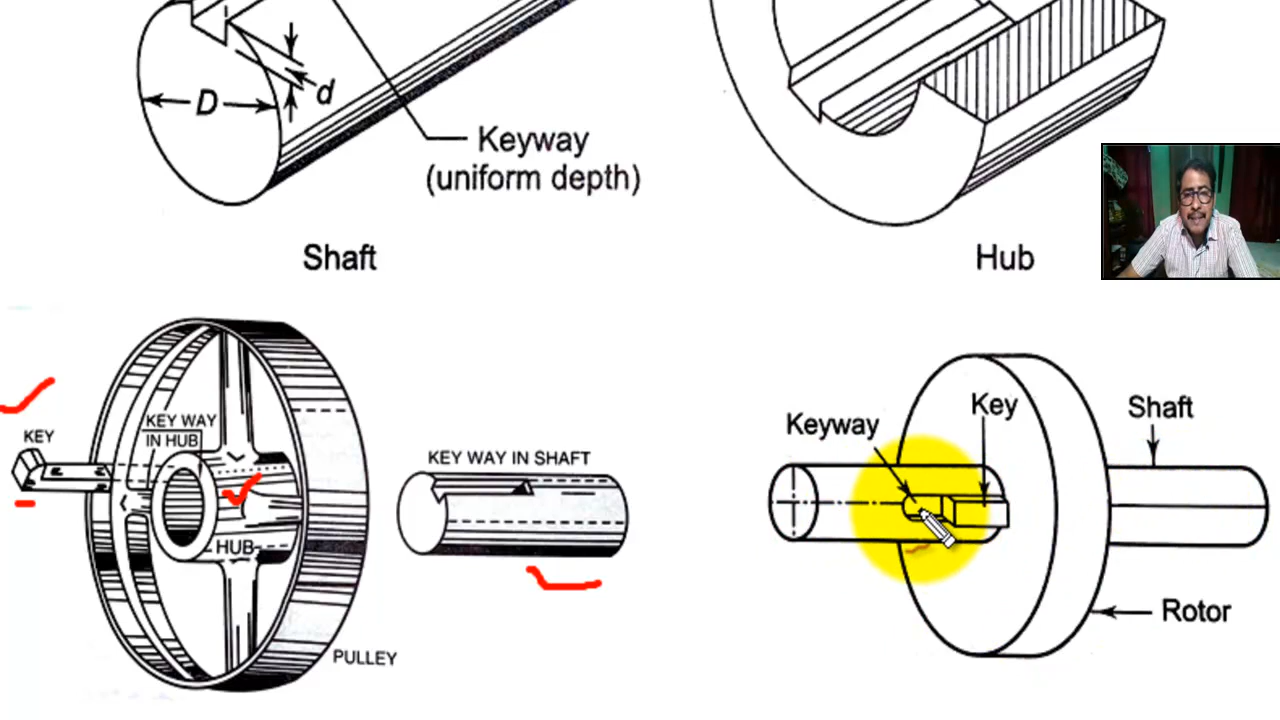 D
d
Keyway
(uniform depth)
Shaft
Hub
KEY
KEY WAY
IN HUB
HUB
PULLEY
KEY WAY IN SHAFT
Keyway
Key
Shaft
Rotor